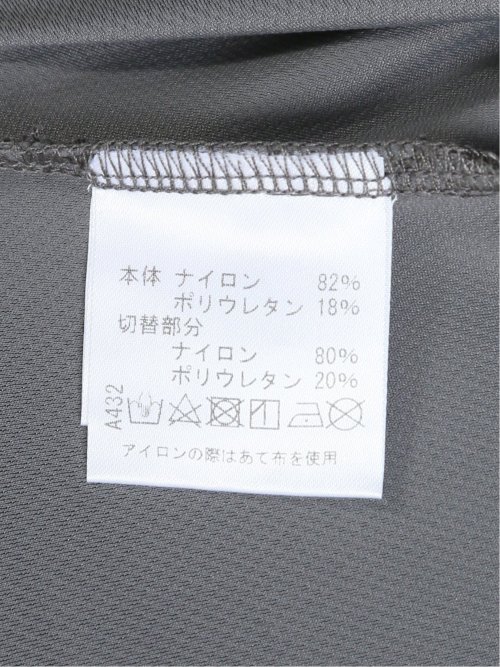 本体 ナイロン 82%
ポリウレタン 18%
切替部分
ナイロン 80%
ポリウレタン 20%
A432
アイロンの際はあて布を使用